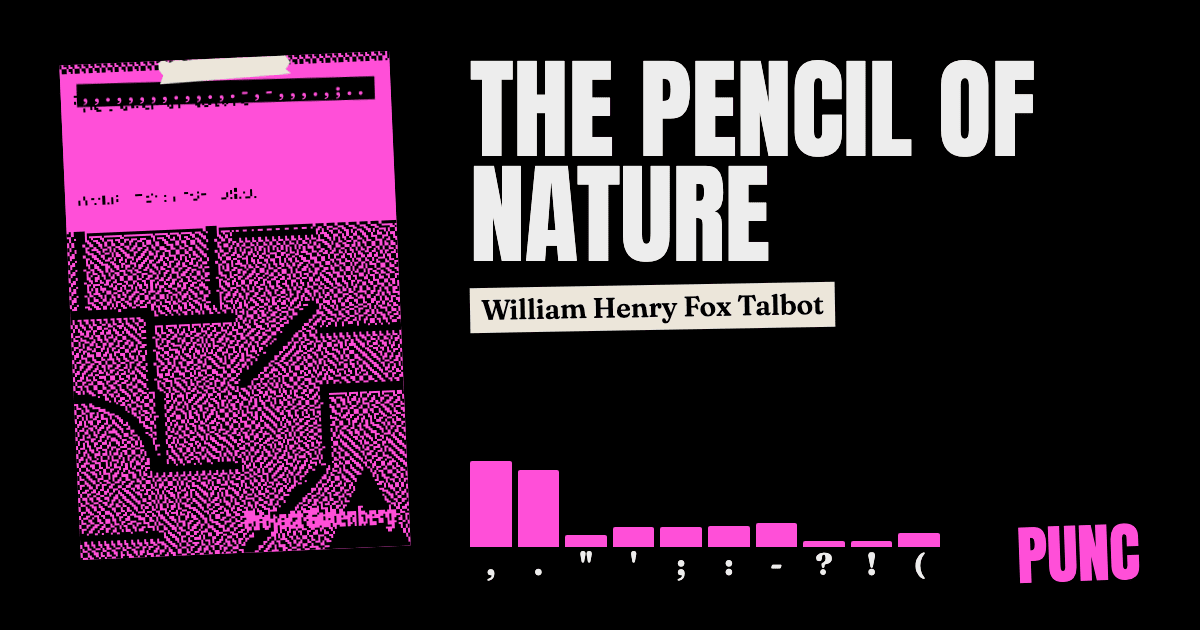 THE PENCIL OF
NATURE
William Henry Fox Talbot
Project Gutenberg
, . " ' ; : - ? ! (
PUNC